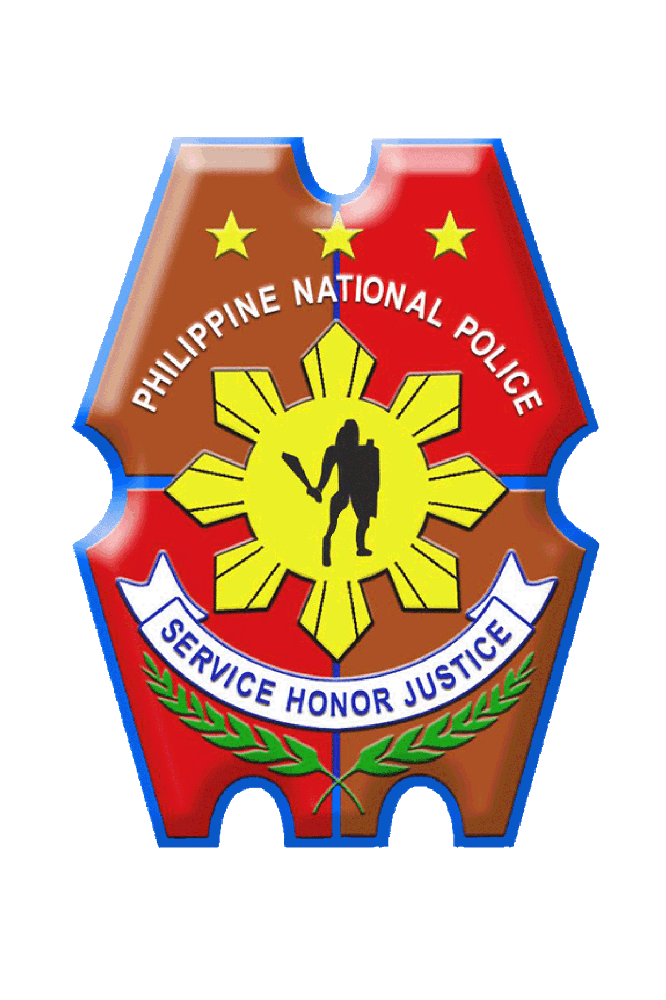 PHILIPPINE NATIONAL POLICE
SERVICE HONOR JUSTICE